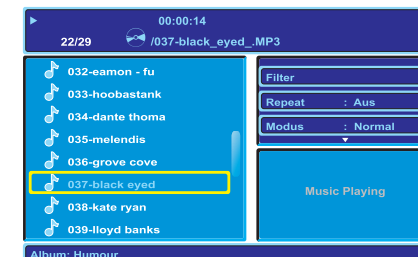 00:00:14
22/29 /037-black_eyed_.MP3
032-eamon - fu
033-hoobastank
034-dante thoma
035-melendis
036-grove cove
037-black eyed
038-kate ryan
039-lloyd banks
Filter
Repeat : Aus
Modus : Normal
Music Playing
Album: Humour